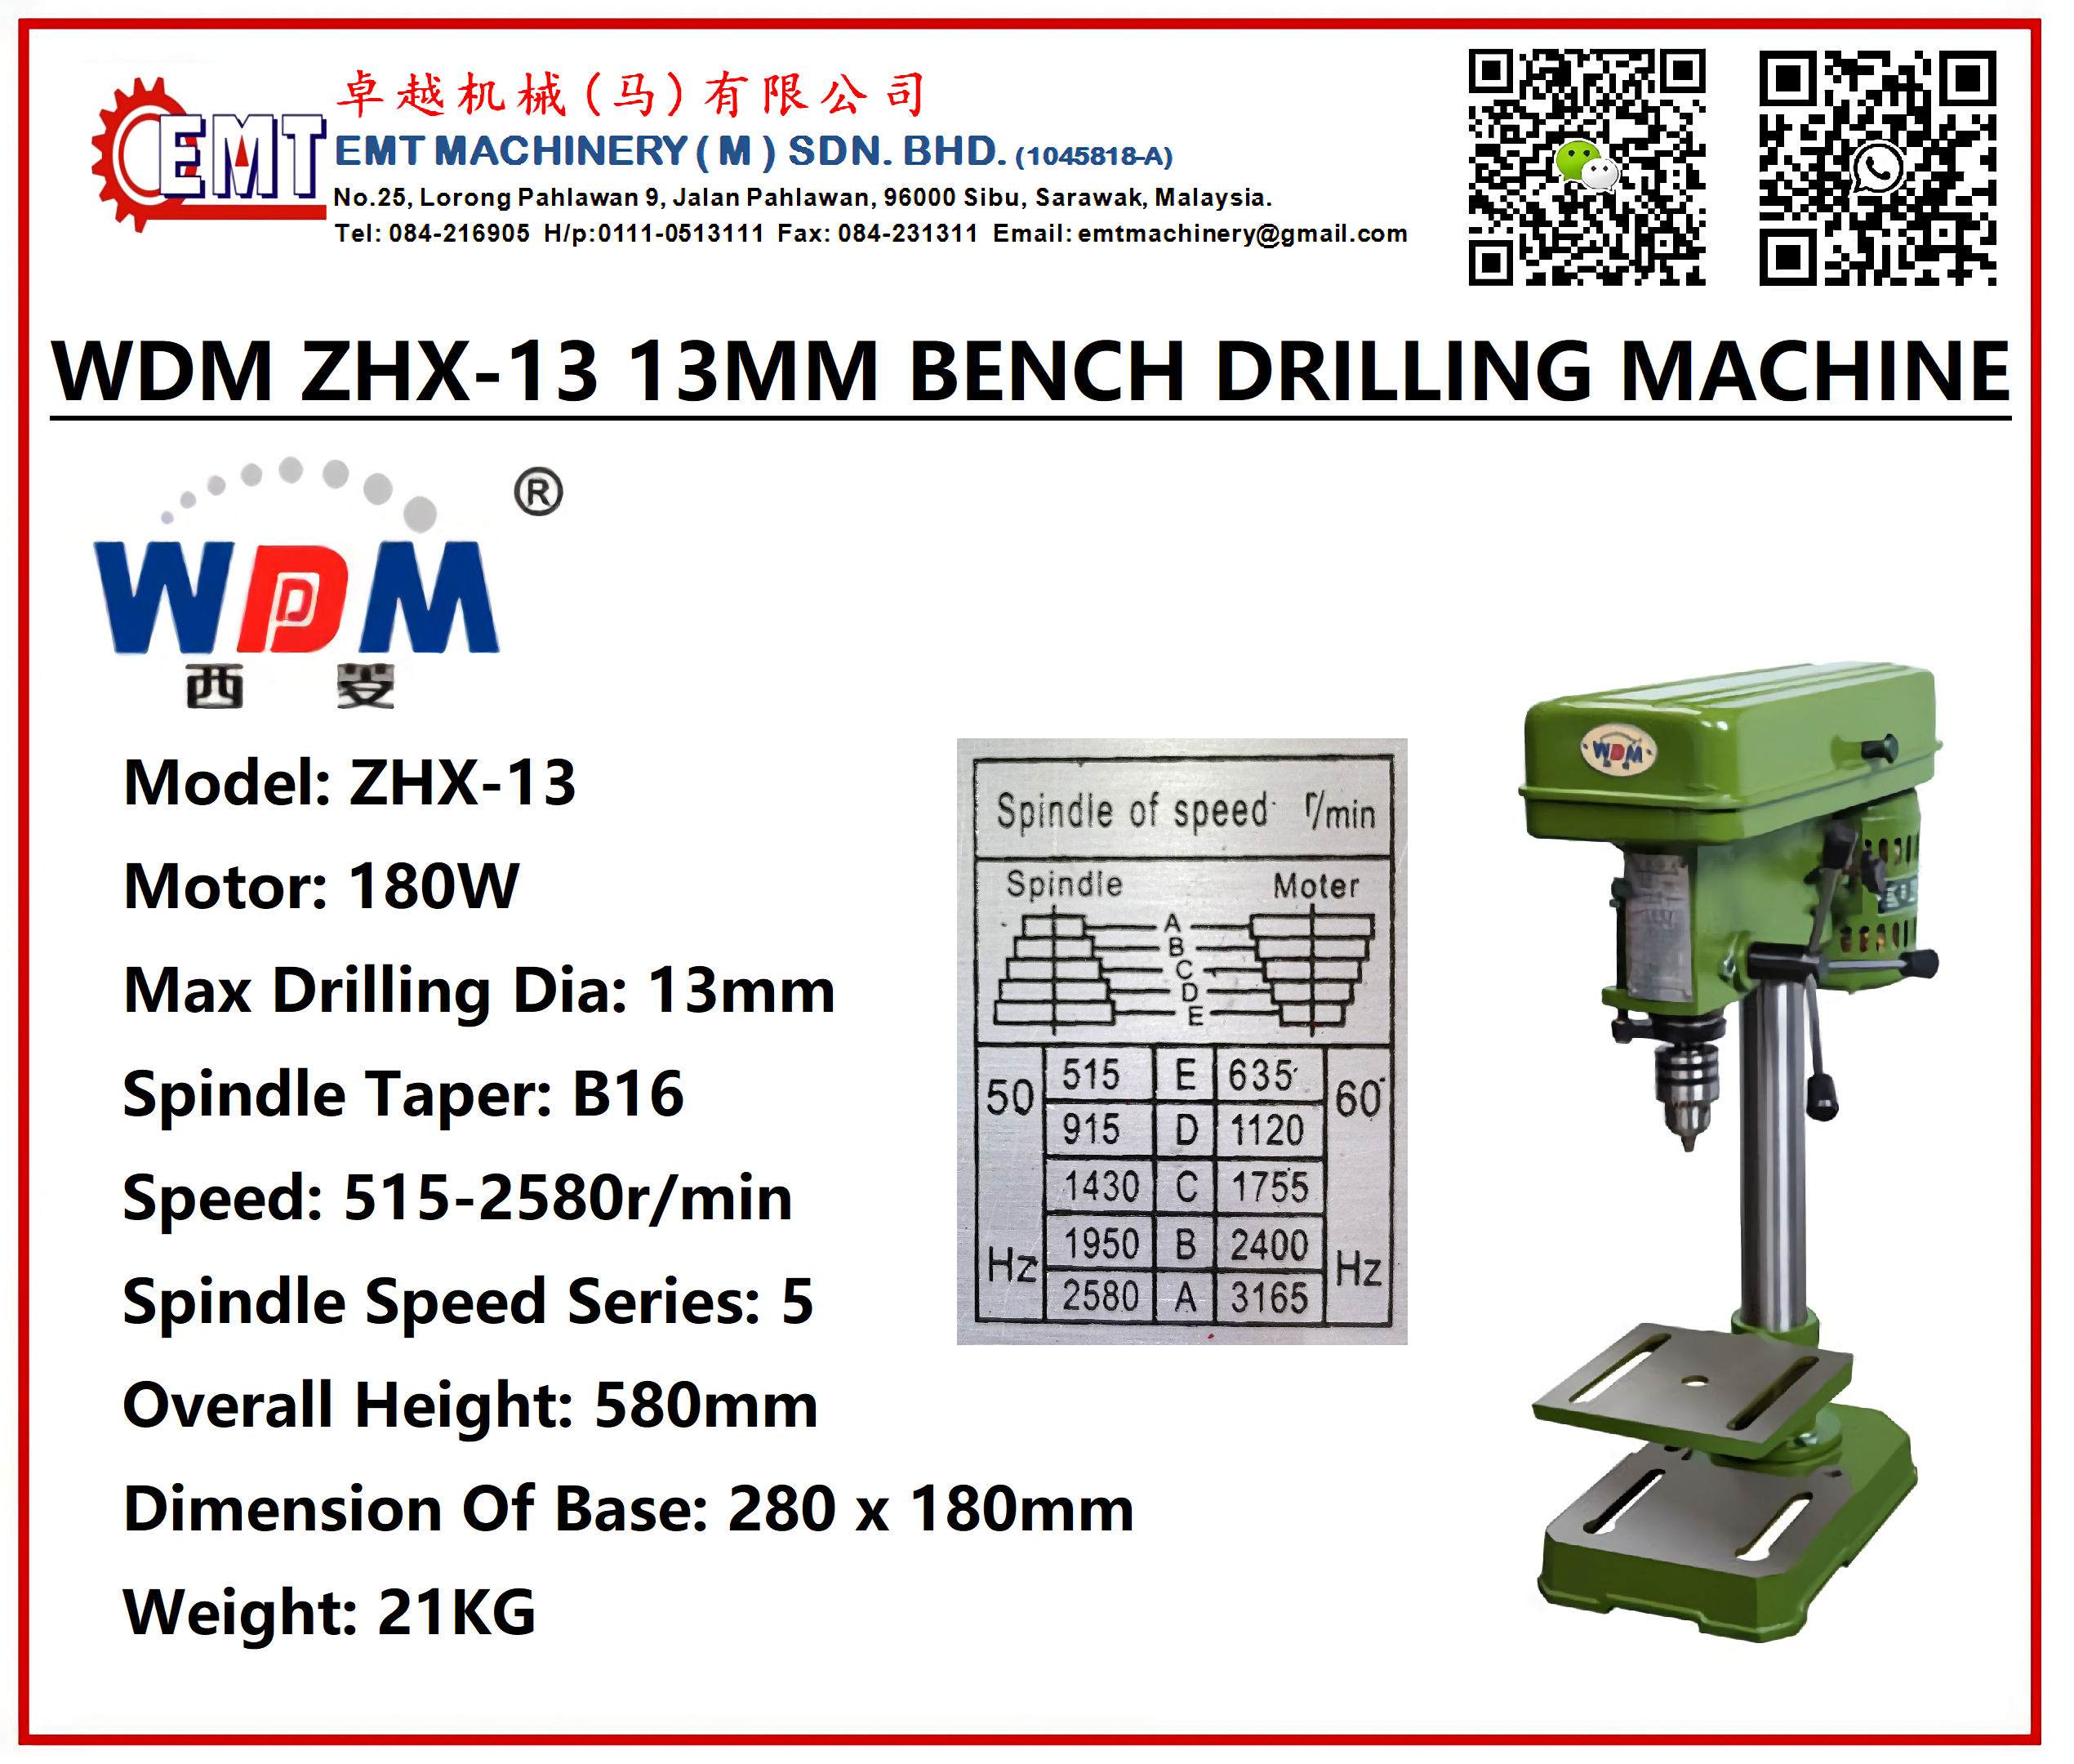 EMT
卓越机械(马)有限公司
EMT MACHINERY ( M ) SDN. BHD. (1045818-A)
No.25, Lorong Pahlawan 9, Jalan Pahlawan, 96000 Sibu, Sarawak, Malaysia.
Tel: 084-216905 H/p:0111-0513111 Fax: 084-231311 Email: emtmachinery@gmail.com
WDM ZHX-13 13MM BENCH DRILLING MACHINE
®
WDM
西菱
Model: ZHX-13
Motor: 180W
Max Drilling Dia: 13mm
Spindle Taper: B16
Speed: 515-2580r/min
Spindle Speed Series: 5
Overall Height: 580mm
Dimension Of Base: 280 x 180mm
Weight: 21KG
Spindle of speed r/min
Spindle Moter
A
B
C
D
E
50 Hz 60 Hz
515 E 635
915 D 1120
1430 C 1755
1950 B 2400
2580 A 3165
WDM